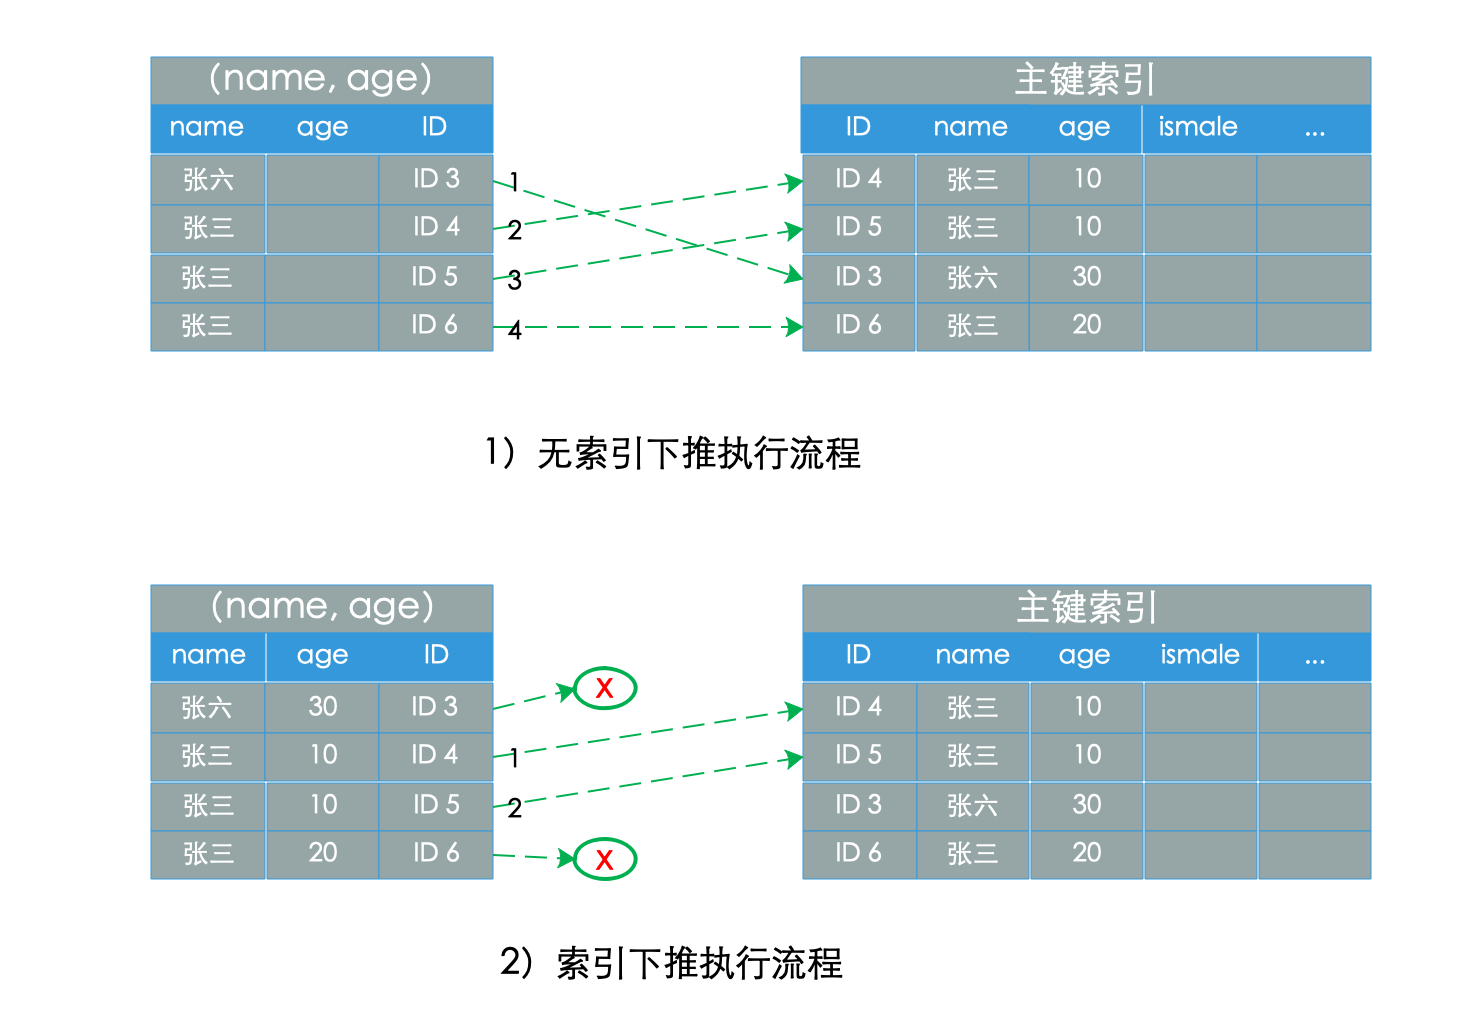 (name, age)
name age ID
张六 ID 3
张三 ID 4
张三 ID 5
张三 ID 6
1
2
3
4
主键索引
ID name age ismale ...
ID 4 张三 10
ID 5 张三 10
ID 3 张六 30
ID 6 张三 20
1）无索引下推执行流程
(name, age)
name age ID
张六 30 ID 3
张三 10 ID 4
张三 10 ID 5
张三 20 ID 6
X
1
2
X
主键索引
ID name age ismale ...
ID 4 张三 10
ID 5 张三 10
ID 3 张六 30
ID 6 张三 20
2）索引下推执行流程